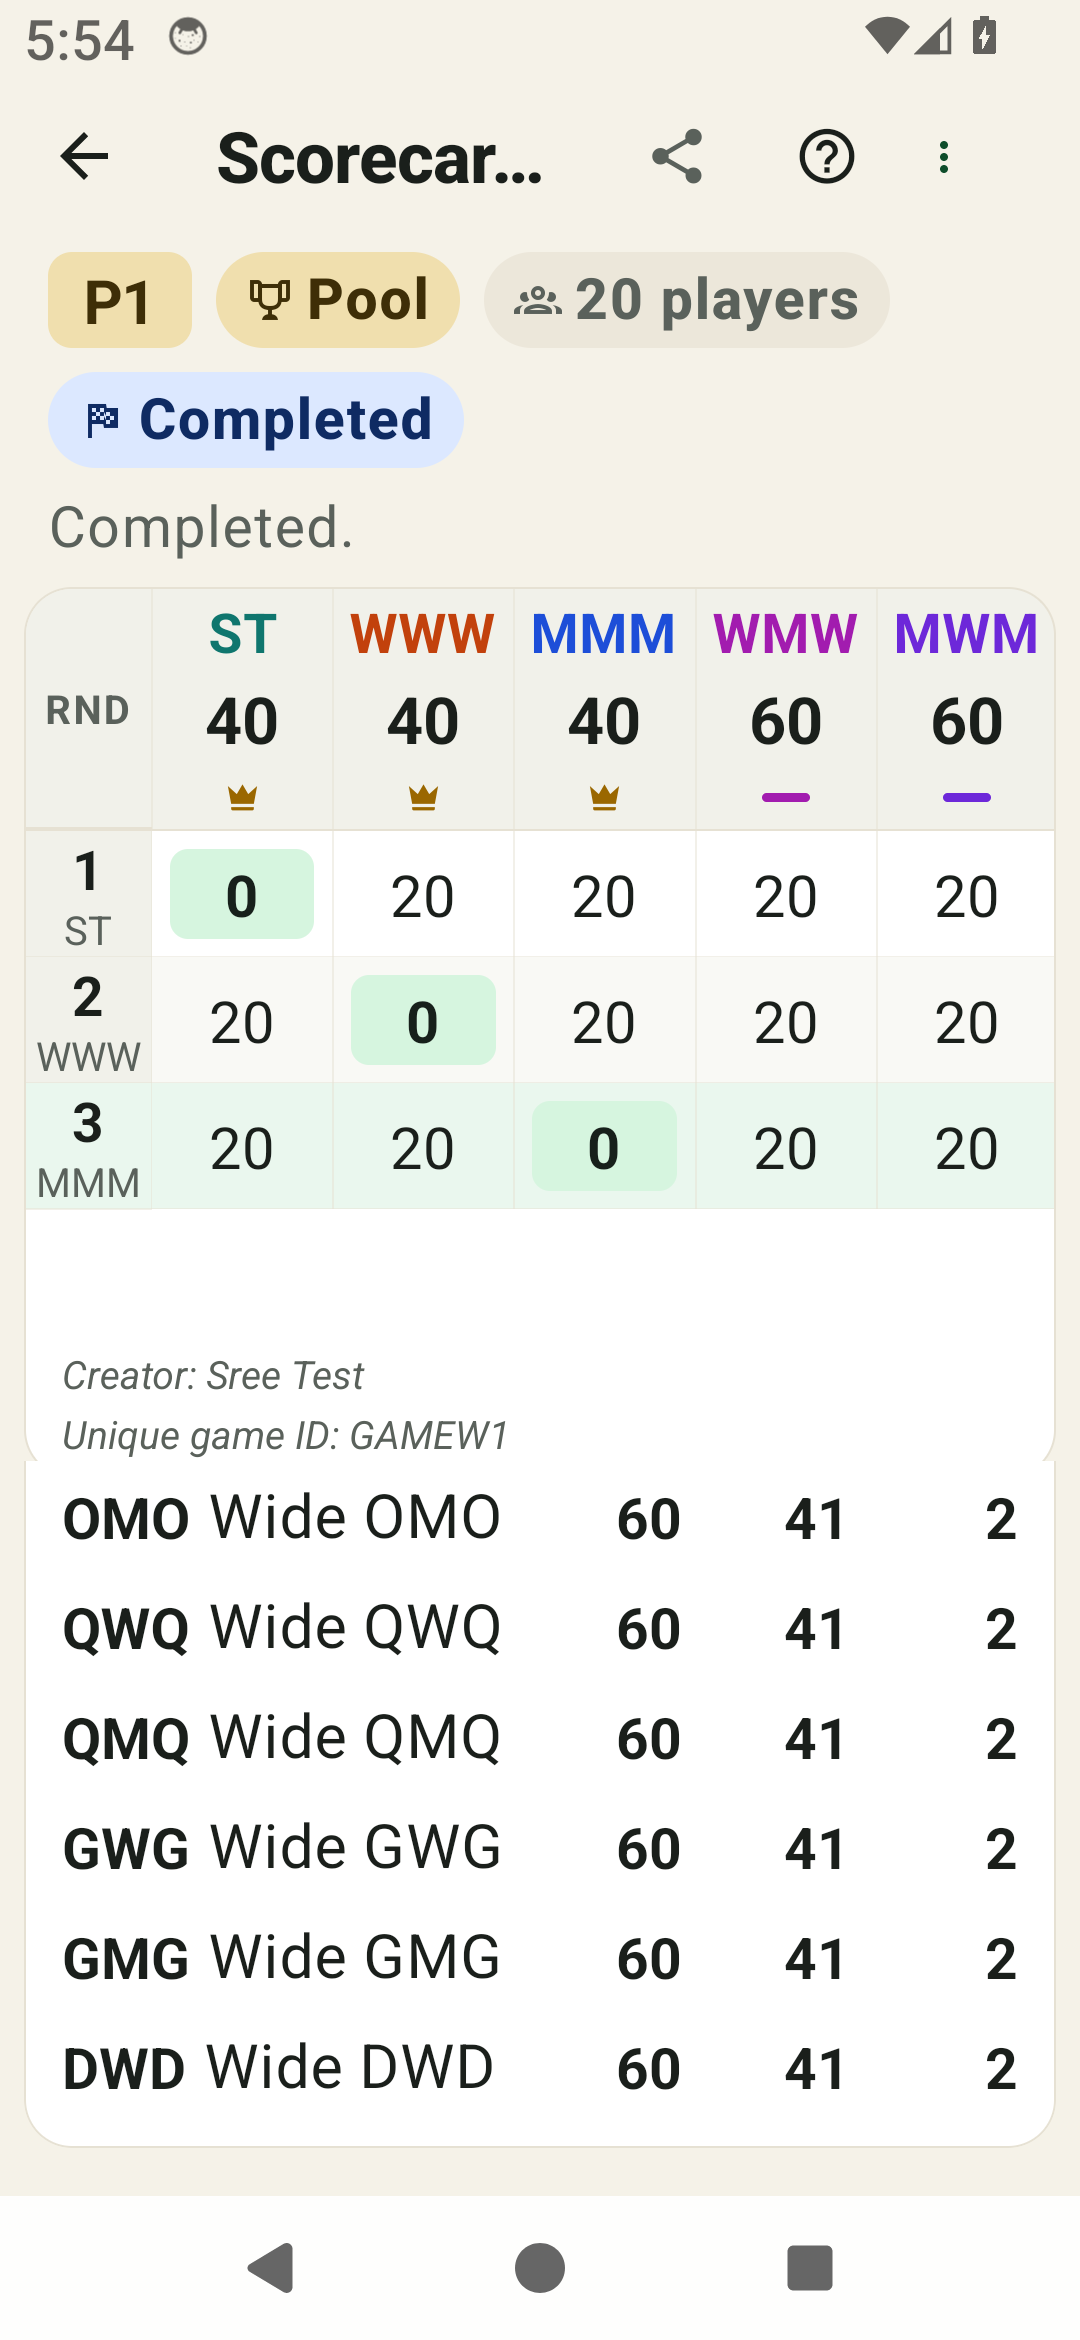 5:54
Scorecar...
P1 Pool 20 players
Completed
Completed.
RND ST WWW MMM WMW MWM
40 40 40 60 60
1 0 20 20 20 20
ST
2 20 0 20 20 20
WWW
3 20 20 0 20 20
MMM
Creator: Sree Test
Unique game ID: GAMEW1
OMO Wide OMO 60 41 2
QWQ Wide QWQ 60 41 2
QMQ Wide QMQ 60 41 2
GWG Wide GWG 60 41 2
GMG Wide GMG 60 41 2
DWD Wide DWD 60 41 2